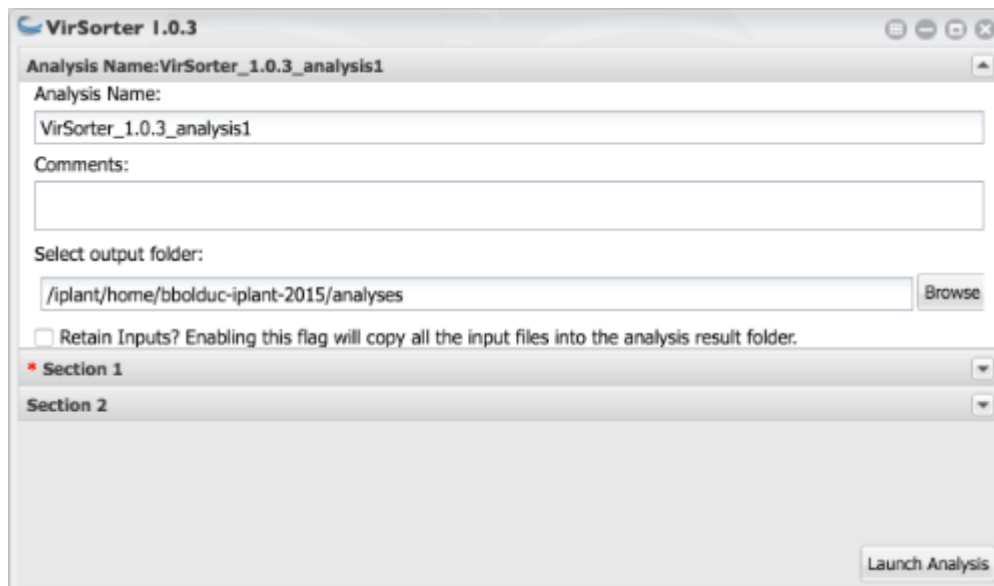 VirSorter 1.0.3
Analysis Name:VirSorter_1.0.3_analysis1
Analysis Name:
VirSorter_1.0.3_analysis1
Comments:
Select output folder:
/iplant/home/bbolduc-iplant-2015/analyses
Browse
Retain Inputs? Enabling this flag will copy all the input files into the analysis result folder.
* Section 1
Section 2
Launch Analysis